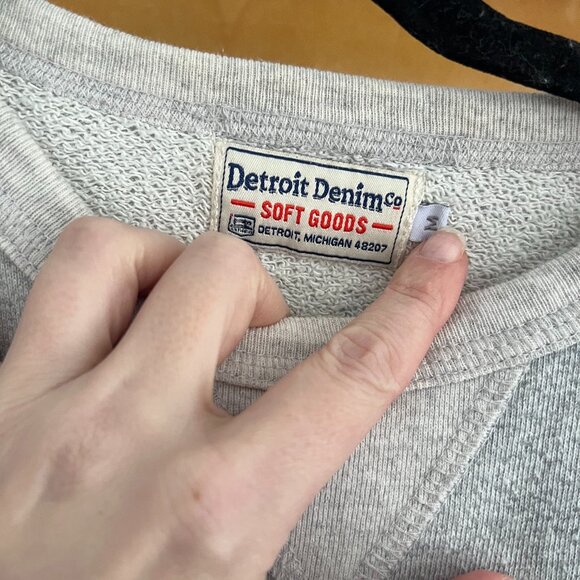 Detroit Denim Co
SOFT GOODS
DETROIT, MICHIGAN 48207
M